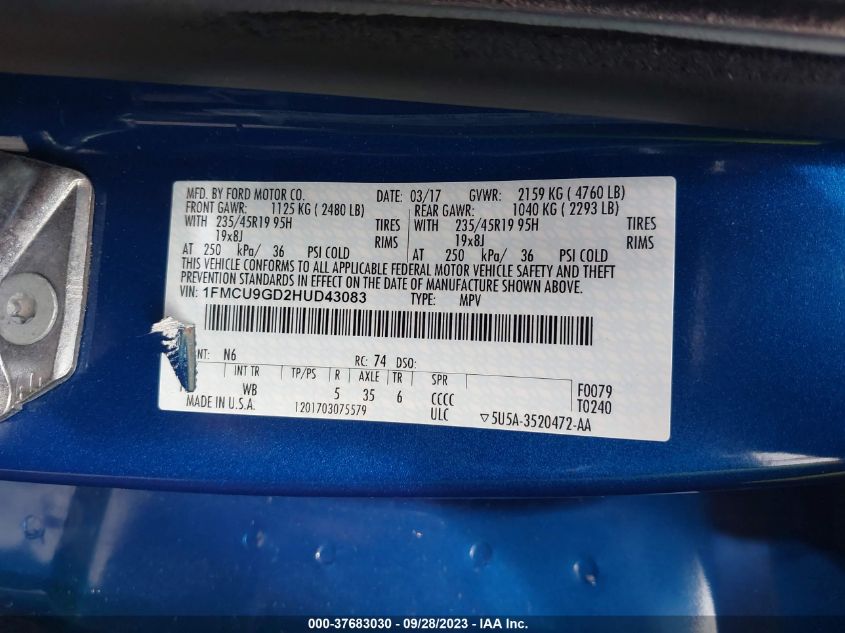 MFD. BY FORD MOTOR CO. DATE: 03/17 GVWR: 2159 KG ( 4760 LB)
FRONT GAWR: 1125 KG ( 2480 LB) REAR GAWR: 1040 KG ( 2293 LB)
WITH 235/45R19 95H TIRES WITH 235/45R19 95H TIRES
19x8J RIMS 19x8J RIMS
AT 250 kPa/ 36 PSI COLD AT 250 kPa/ 36 PSI COLD
THIS VEHICLE CONFORMS TO ALL APPLICABLE FEDERAL MOTOR VEHICLE SAFETY AND THEFT
PREVENTION STANDARDS IN EFFECT ON THE DATE OF MANUFACTURE SHOWN ABOVE.
VIN: 1FMCU9GD2HUD43083 TYPE: MPV
NT: N6 RC: 74 DSO:
INT TR TP/PS R AXLE TR SPR F0079
WB 5 35 6 CCCC T0240
MADE IN U.S.A. 1201703075579 ULC ▽5U5A-3520472-AA
000-37683030 - 09/28/2023 - IAA Inc.